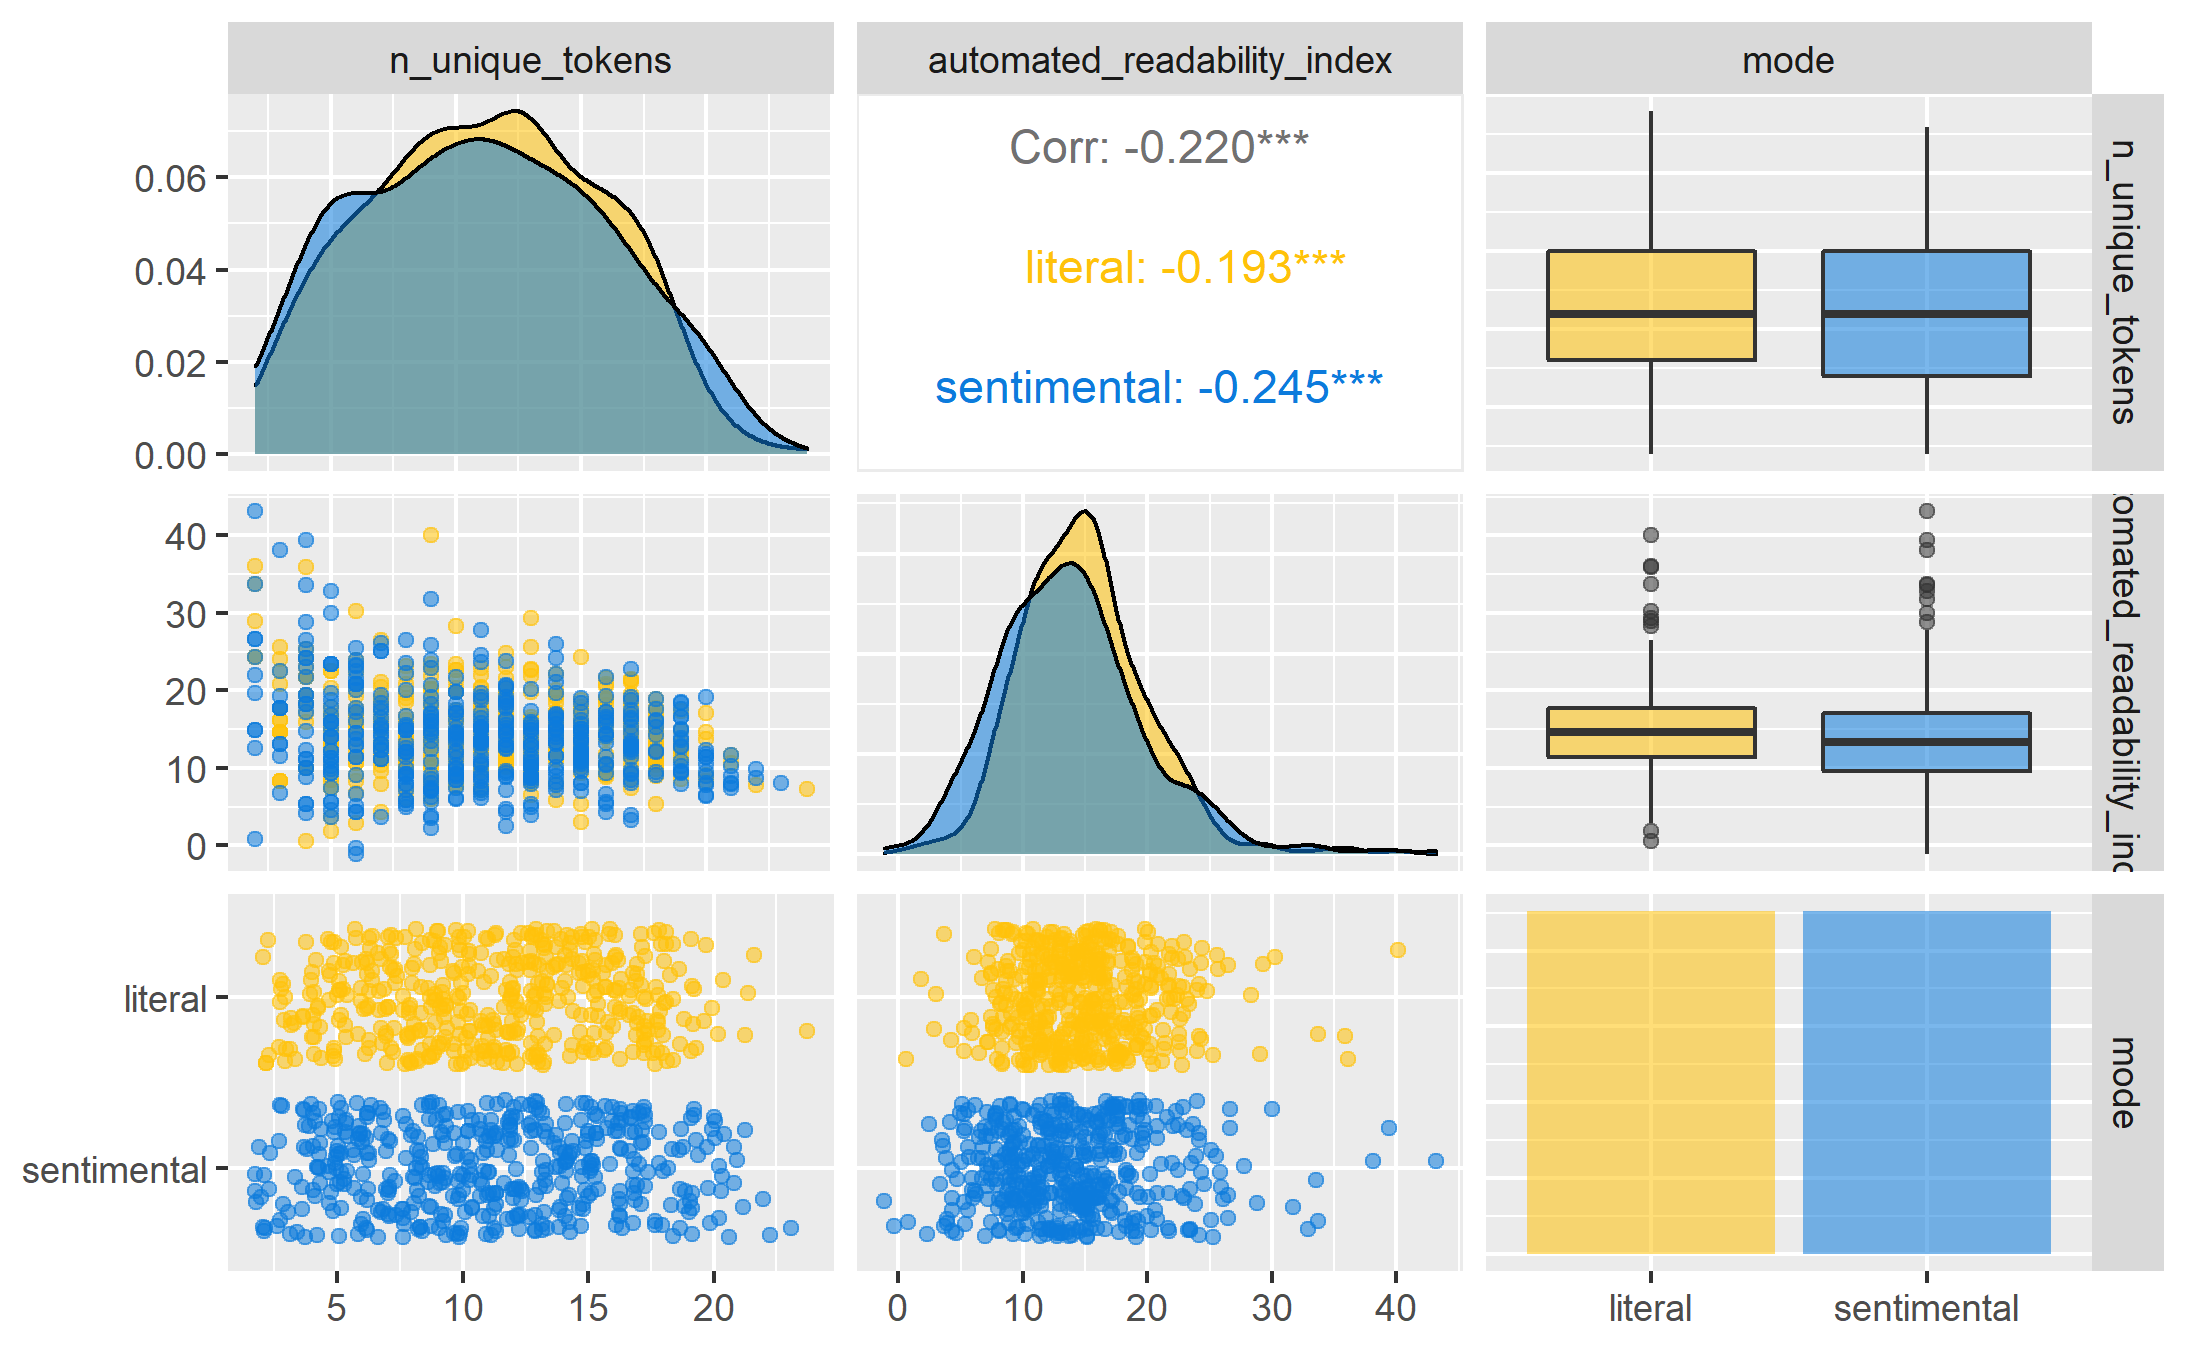 n_unique_tokens
automated_readability_index
mode
Corr: -0.220***
literal: -0.193***
sentimental: -0.245***
0.06
0.04
0.02
0.00
n_unique_tokens
40
30
20
10
0
omated_readability_ind
literal
sentimental
mode
5 10 15 20
0 10 20 30 40
literal sentimental